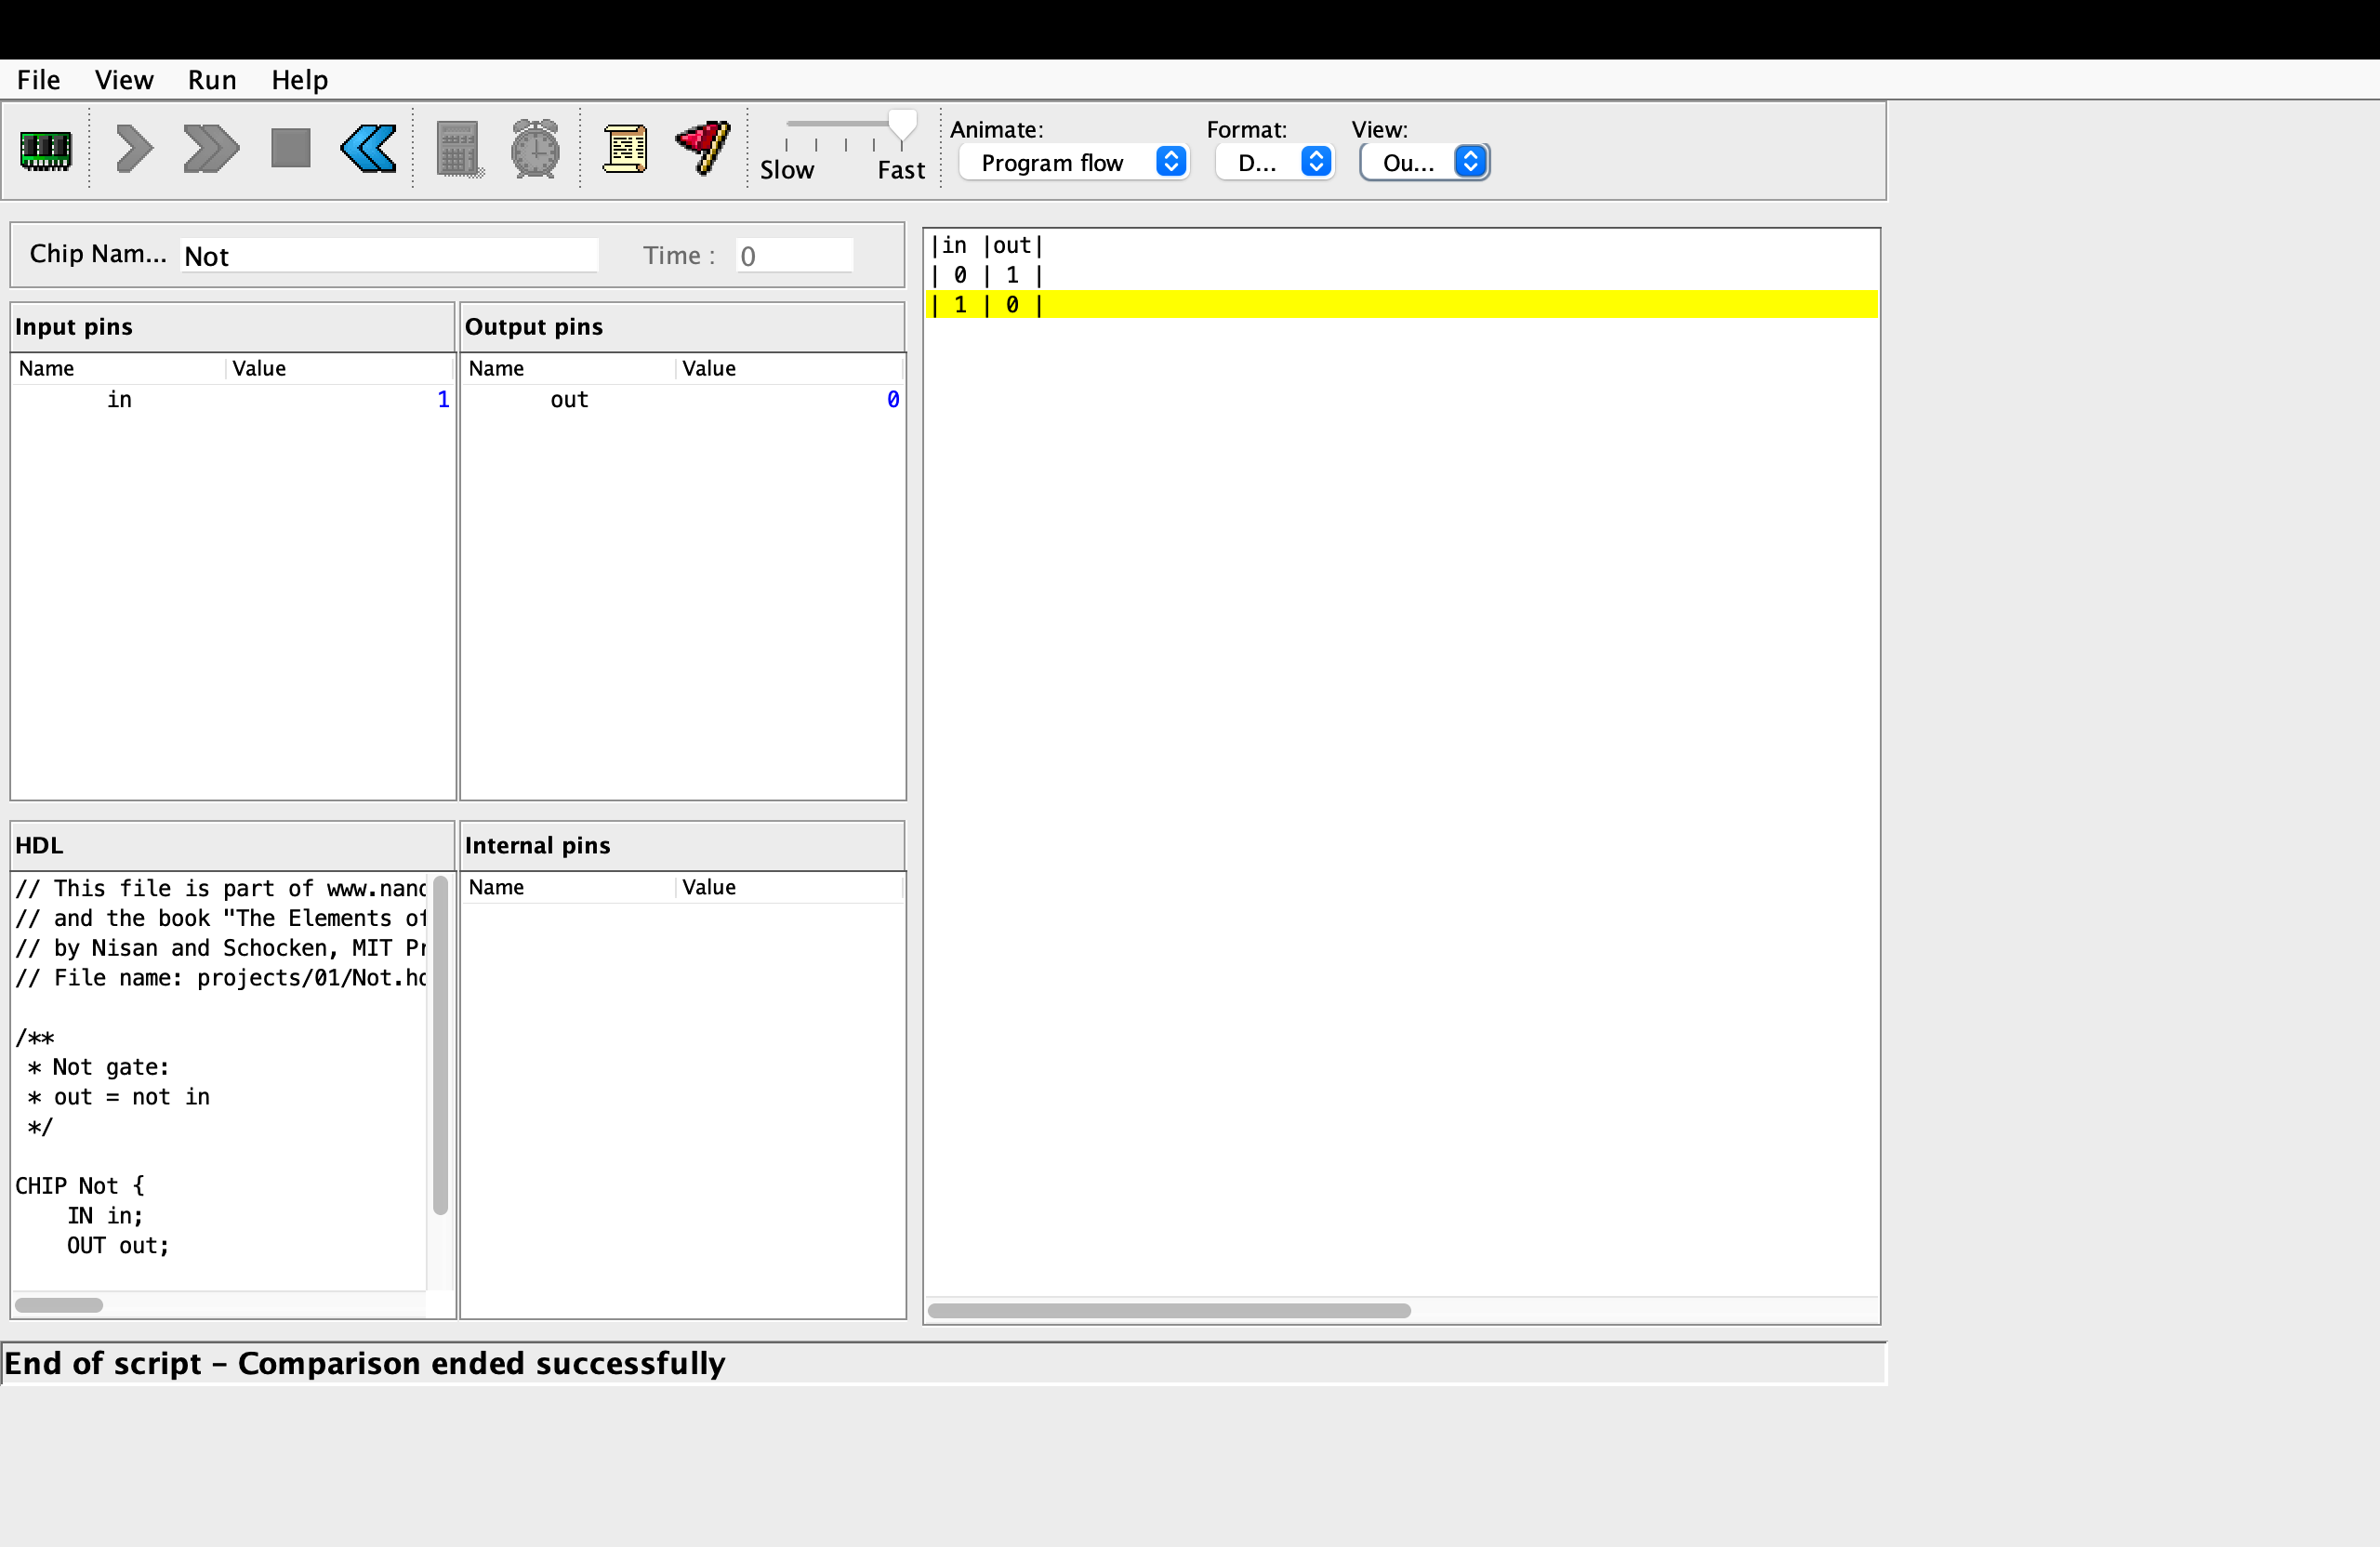 File View Run Help
Slow Fast
Animate: Format: View:
Program flow D... Ou...
Chip Nam... Not Time : 0
Input pins
Name Value
in 1
Output pins
Name Value
out 0
HDL
// This file is part of www.nand
// and the book "The Elements of
// by Nisan and Schocken, MIT Pr
// File name: projects/01/Not.hd
/**
* Not gate:
* out = not in
*/
CHIP Not {
IN in;
OUT out;
Internal pins
Name Value
|in |out|
| 0 | 1 |
| 1 | 0 |
End of script – Comparison ended successfully